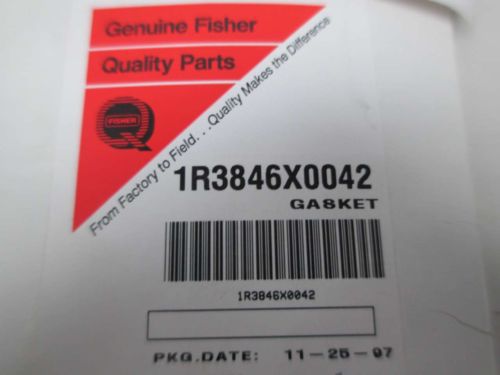 Genuine Fisher
Quality Parts
FISHER
From Factory to Field...Quality Makes the Difference
1R3846X0042
GASKET
1R3846X0042
PKG.DATE: 11-25-97